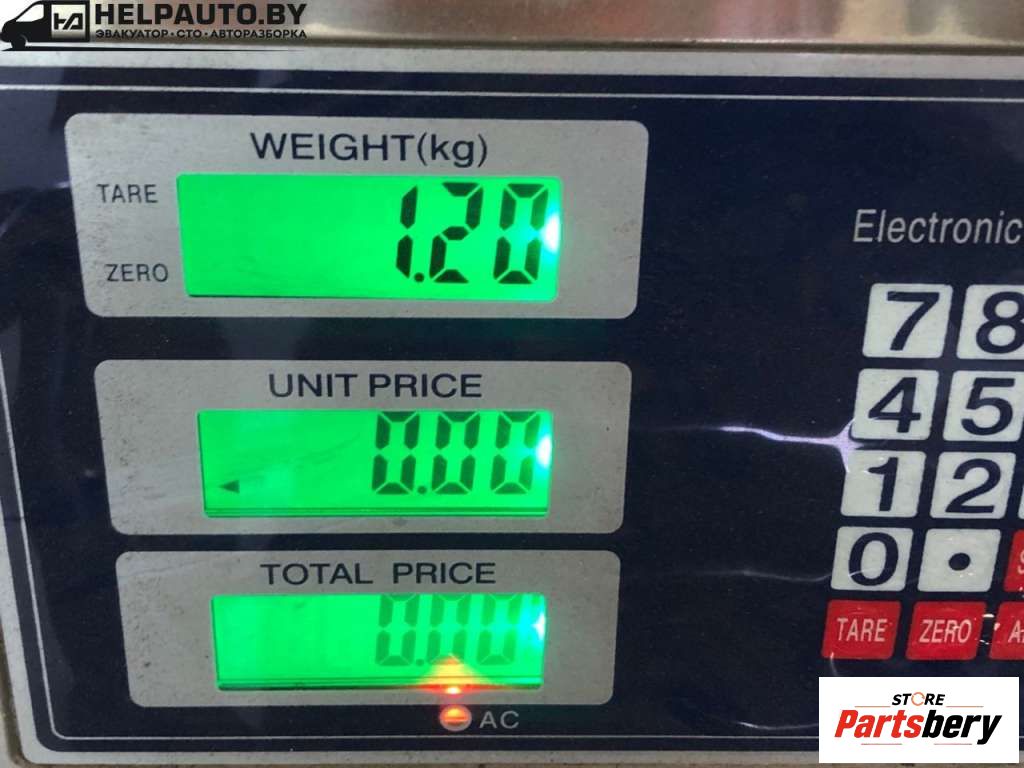 HELPAUTO.BY
ЭВАКУАТОР·СТО·АВТОРАЗБОРКА
WEIGHT(kg)
TARE
1.20
ZERO
Electronic
7 8
UNIT PRICE
0.00
4 5
1 2
0 .
TOTAL PRICE
0.00
TARE ZERO
AC
STORE
Partsbery